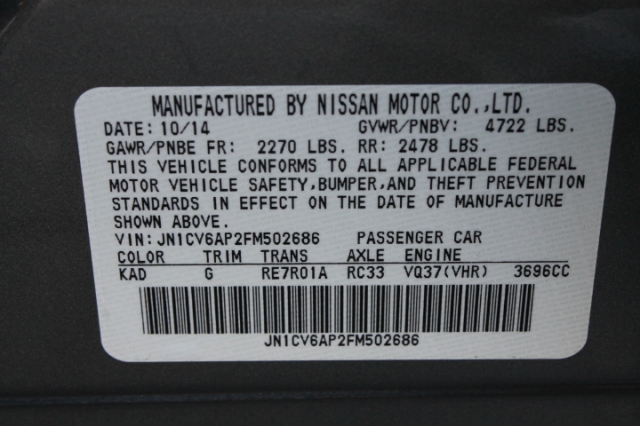 MANUFACTURED BY NISSAN MOTOR CO.,LTD.
DATE: 10/14 GVWR/PNBV: 4722 LBS.
GAWR/PNBE FR: 2270 LBS. RR: 2478 LBS.
THIS VEHICLE CONFORMS TO ALL APPLICABLE FEDERAL
MOTOR VEHICLE SAFETY,BUMPER,AND THEFT PREVENTION
STANDARDS IN EFFECT ON THE DATE OF MANUFACTURE
SHOWN ABOVE.
VIN: JN1CV6AP2FM502686 PASSENGER CAR
COLOR TRIM TRANS AXLE ENGINE
KAD G RE7R01A RC33 VQ37(VHR) 3696CC
JN1CV6AP2FM502686